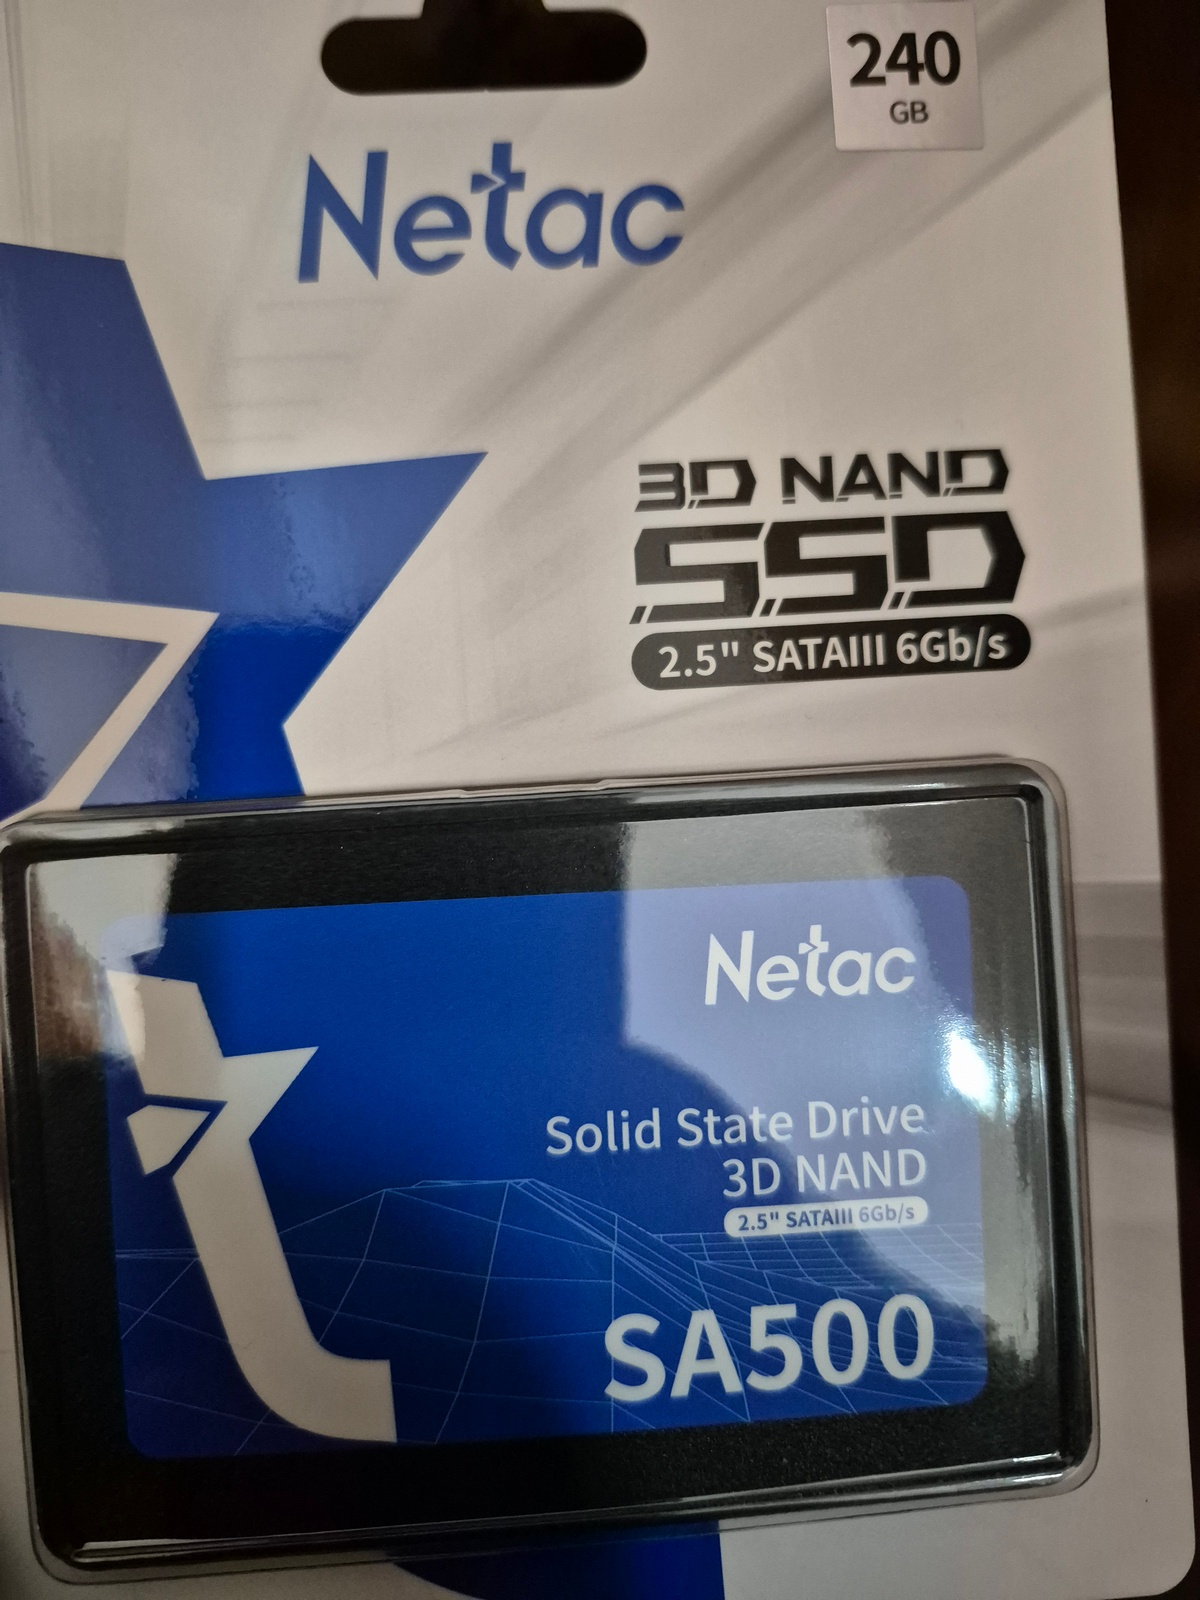 240
GB
Netac
3D NAND
SSD
2.5" SATAIII 6Gb/s
Netac
Solid State Drive
3D NAND
2.5" SATAIII 6Gb/s
SA500